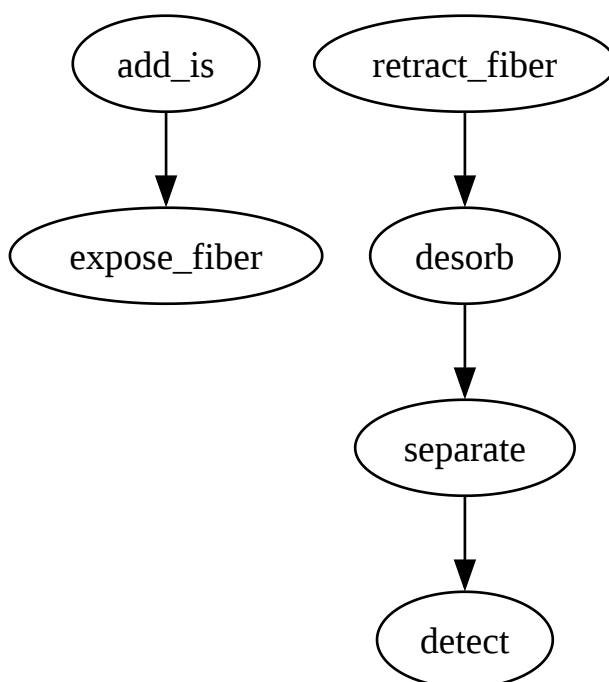 add_is
retract_fiber
expose_fiber
desorb
separate
detect